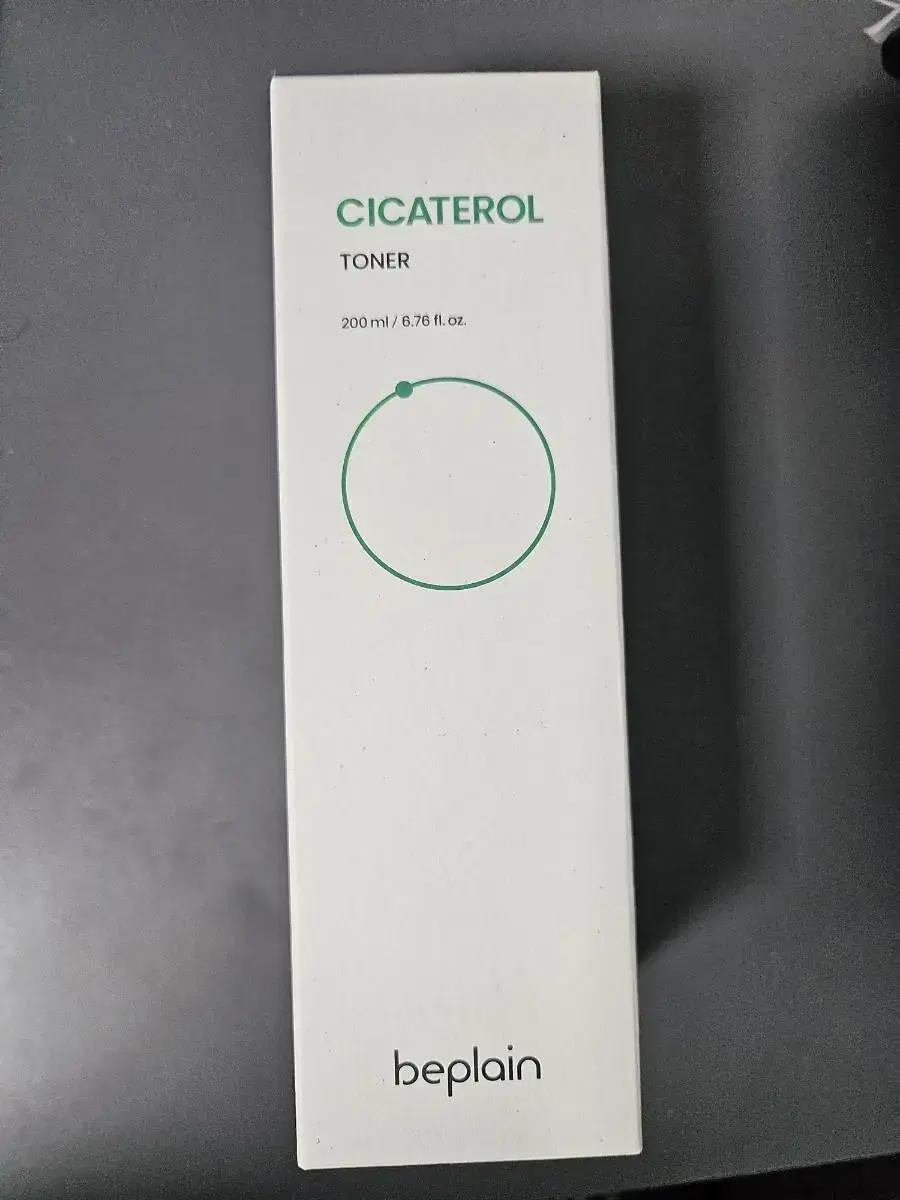 CICATEROL
TONER
200 ml / 6.76 fl. oz.
beplain